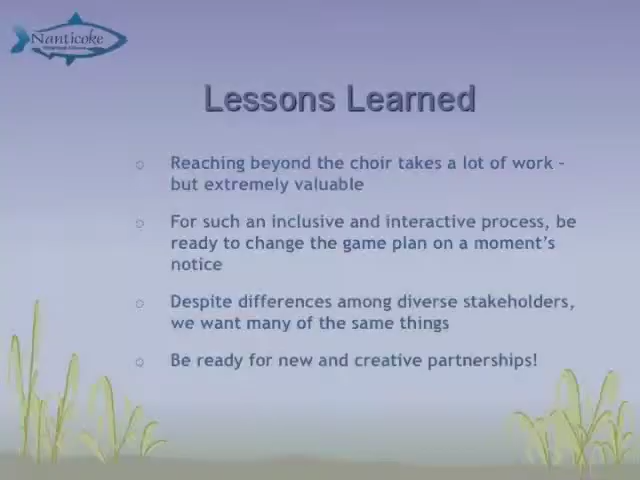 Nanticoke
Lessons Learned
○ Reaching beyond the choir takes a lot of work –
but extremely valuable
○ For such an inclusive and interactive process, be
ready to change the game plan on a moment's
notice
○ Despite differences among diverse stakeholders,
we want many of the same things
○ Be ready for new and creative partnerships!